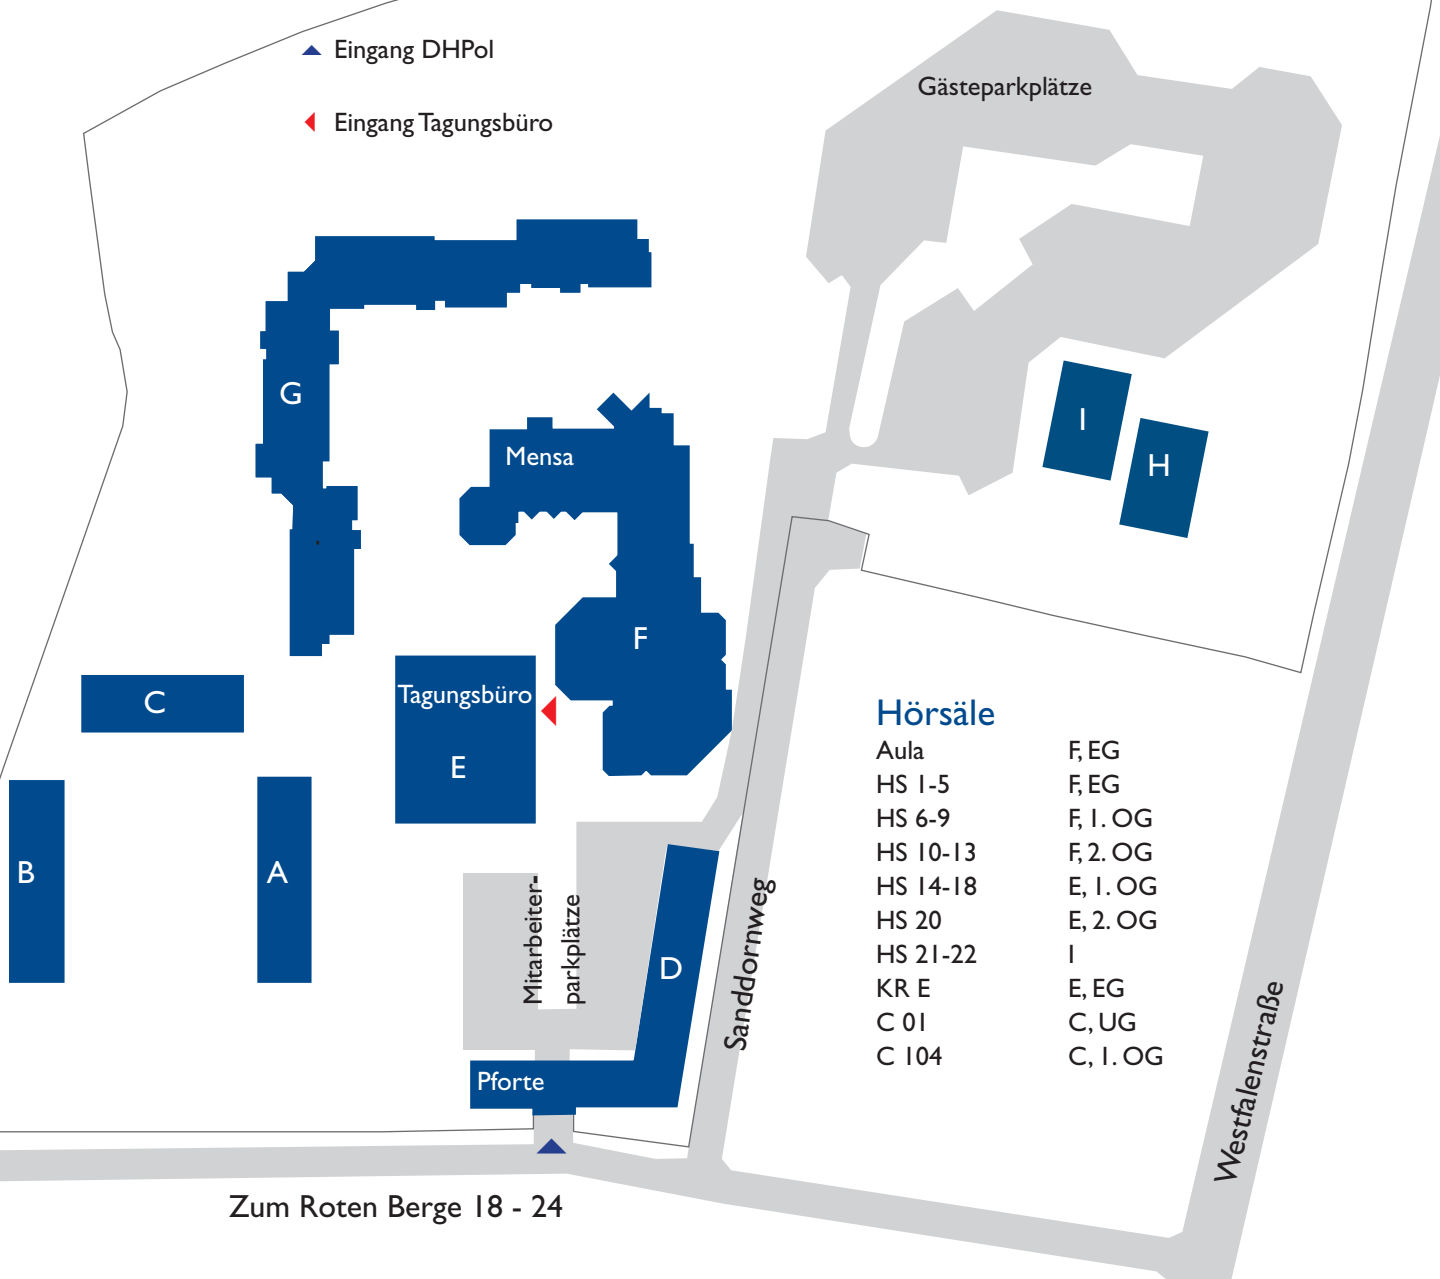 Eingang DHPol
Eingang Tagungsbüro
Gästeparkplätze
G
Mensa
I
H
F
Tagungsbüro
E
C
B
A
Mitarbeiter-
parkplätze
D
Pforte
Sanddornweg
Westfalenstraße
Zum Roten Berge 18 - 24
Hörsäle
Aula F, EG
HS 1-5 F, EG
HS 6-9 F, 1. OG
HS 10-13 F, 2. OG
HS 14-18 E, 1. OG
HS 20 E, 2. OG
HS 21-22 I
KR E E, EG
C 01 C, UG
C 104 C, 1. OG